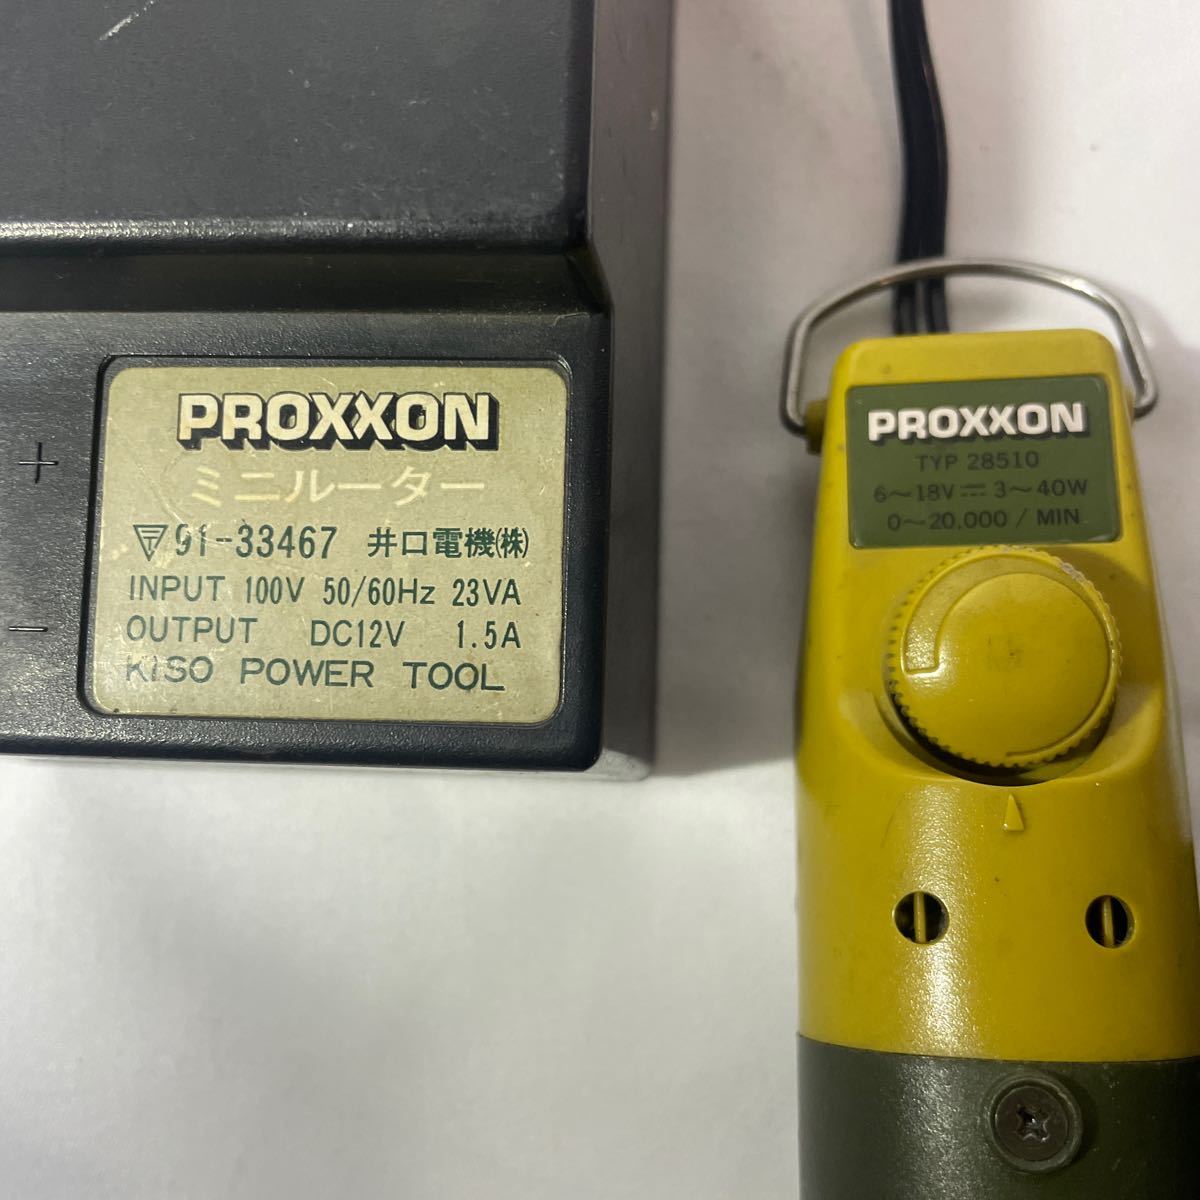 PROXXON
ミニルーター
〒91-33467 井口電機㈱
INPUT 100V 50/60Hz 23VA
OUTPUT DC12V 1.5A
KISO POWER TOOL
+
−
PROXXON
TYP 28510
6～18V⎓3～40W
0～20,000 / MIN